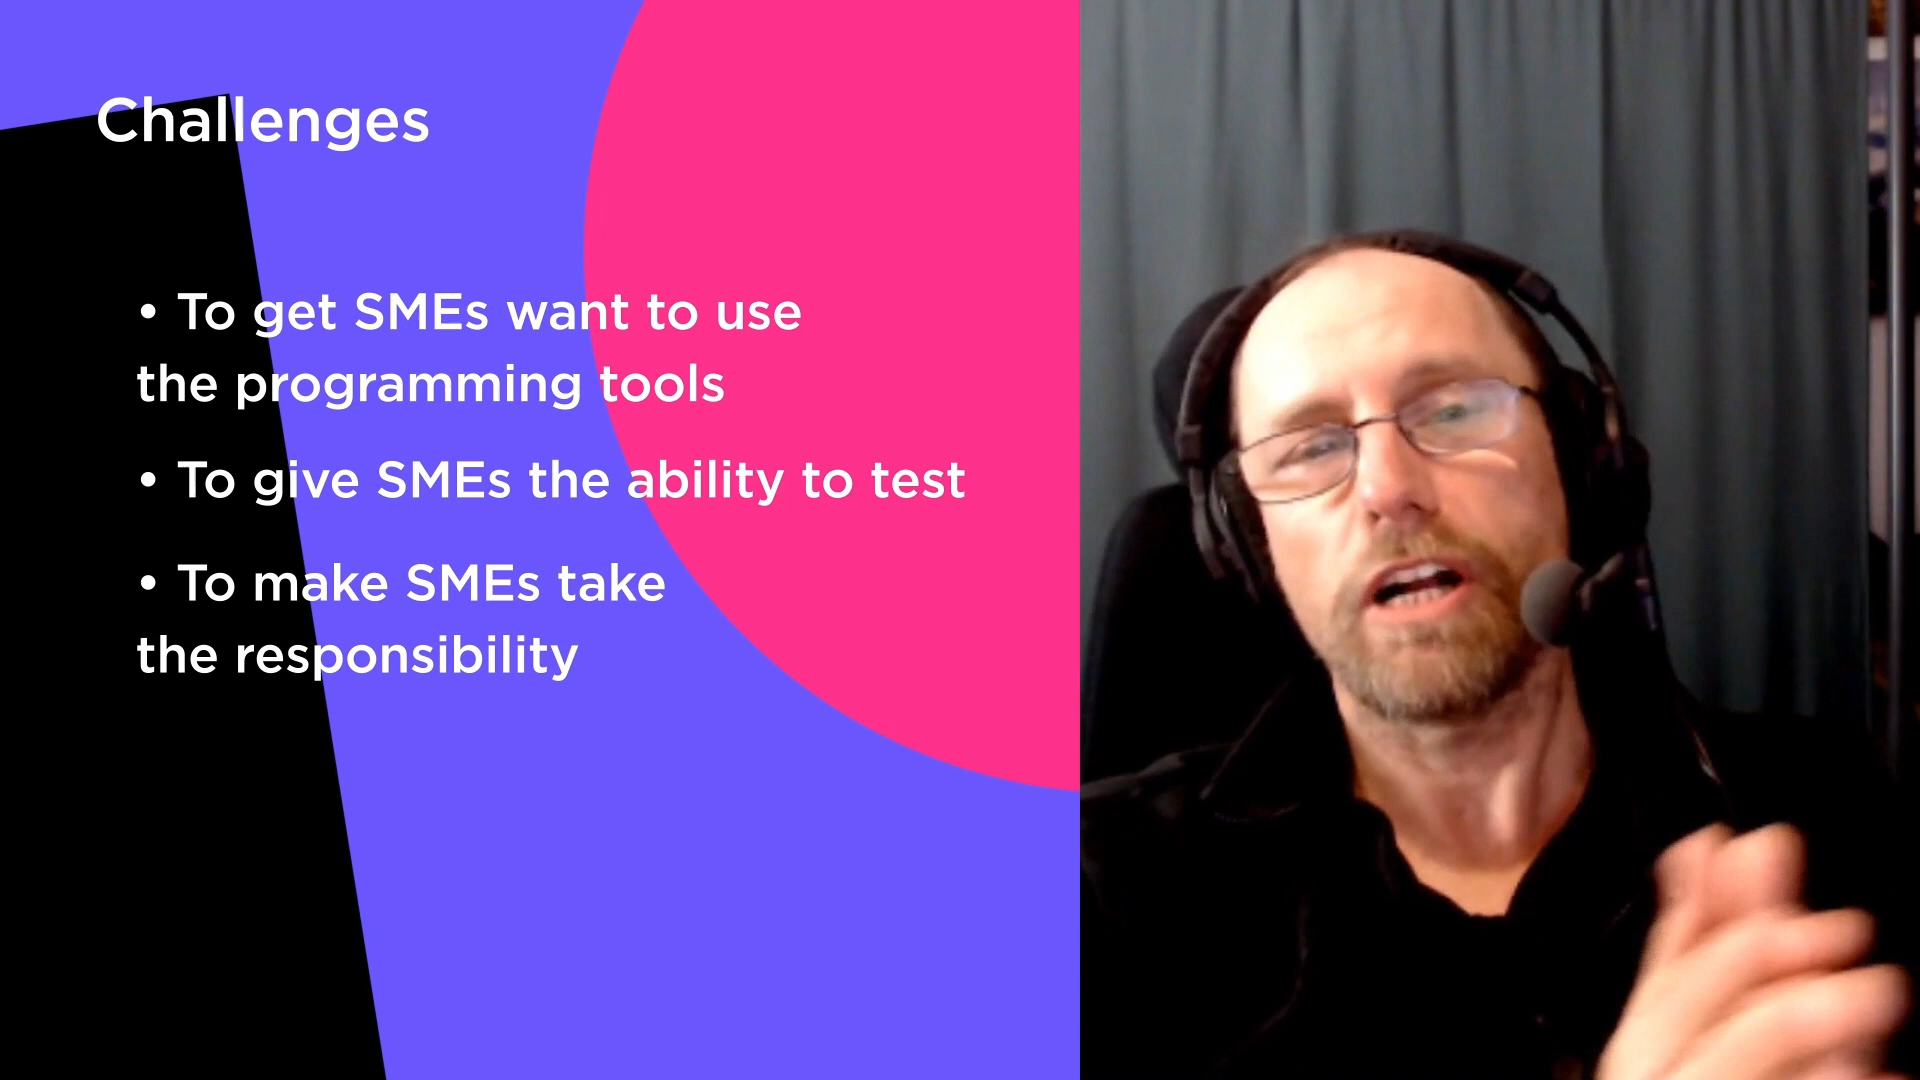 Challenges
• To get SMEs want to use
the programming tools
• To give SMEs the ability to test
• To make SMEs take
the responsibility